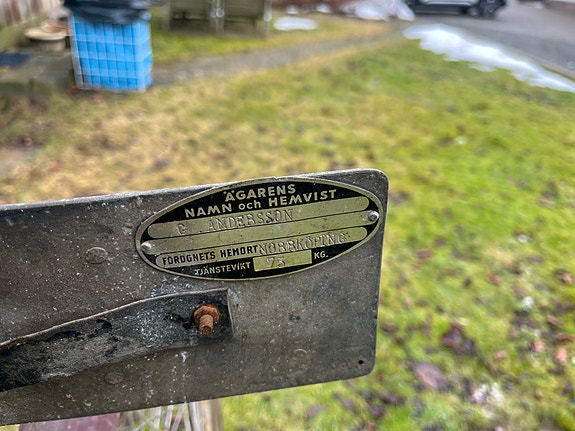 ÄGARENS
NAMN och HEMVIST
G. ANDERSSON
FORDONETS HEMORT NORRKÖPING
TJÄNSTEVIKT 73 KG.